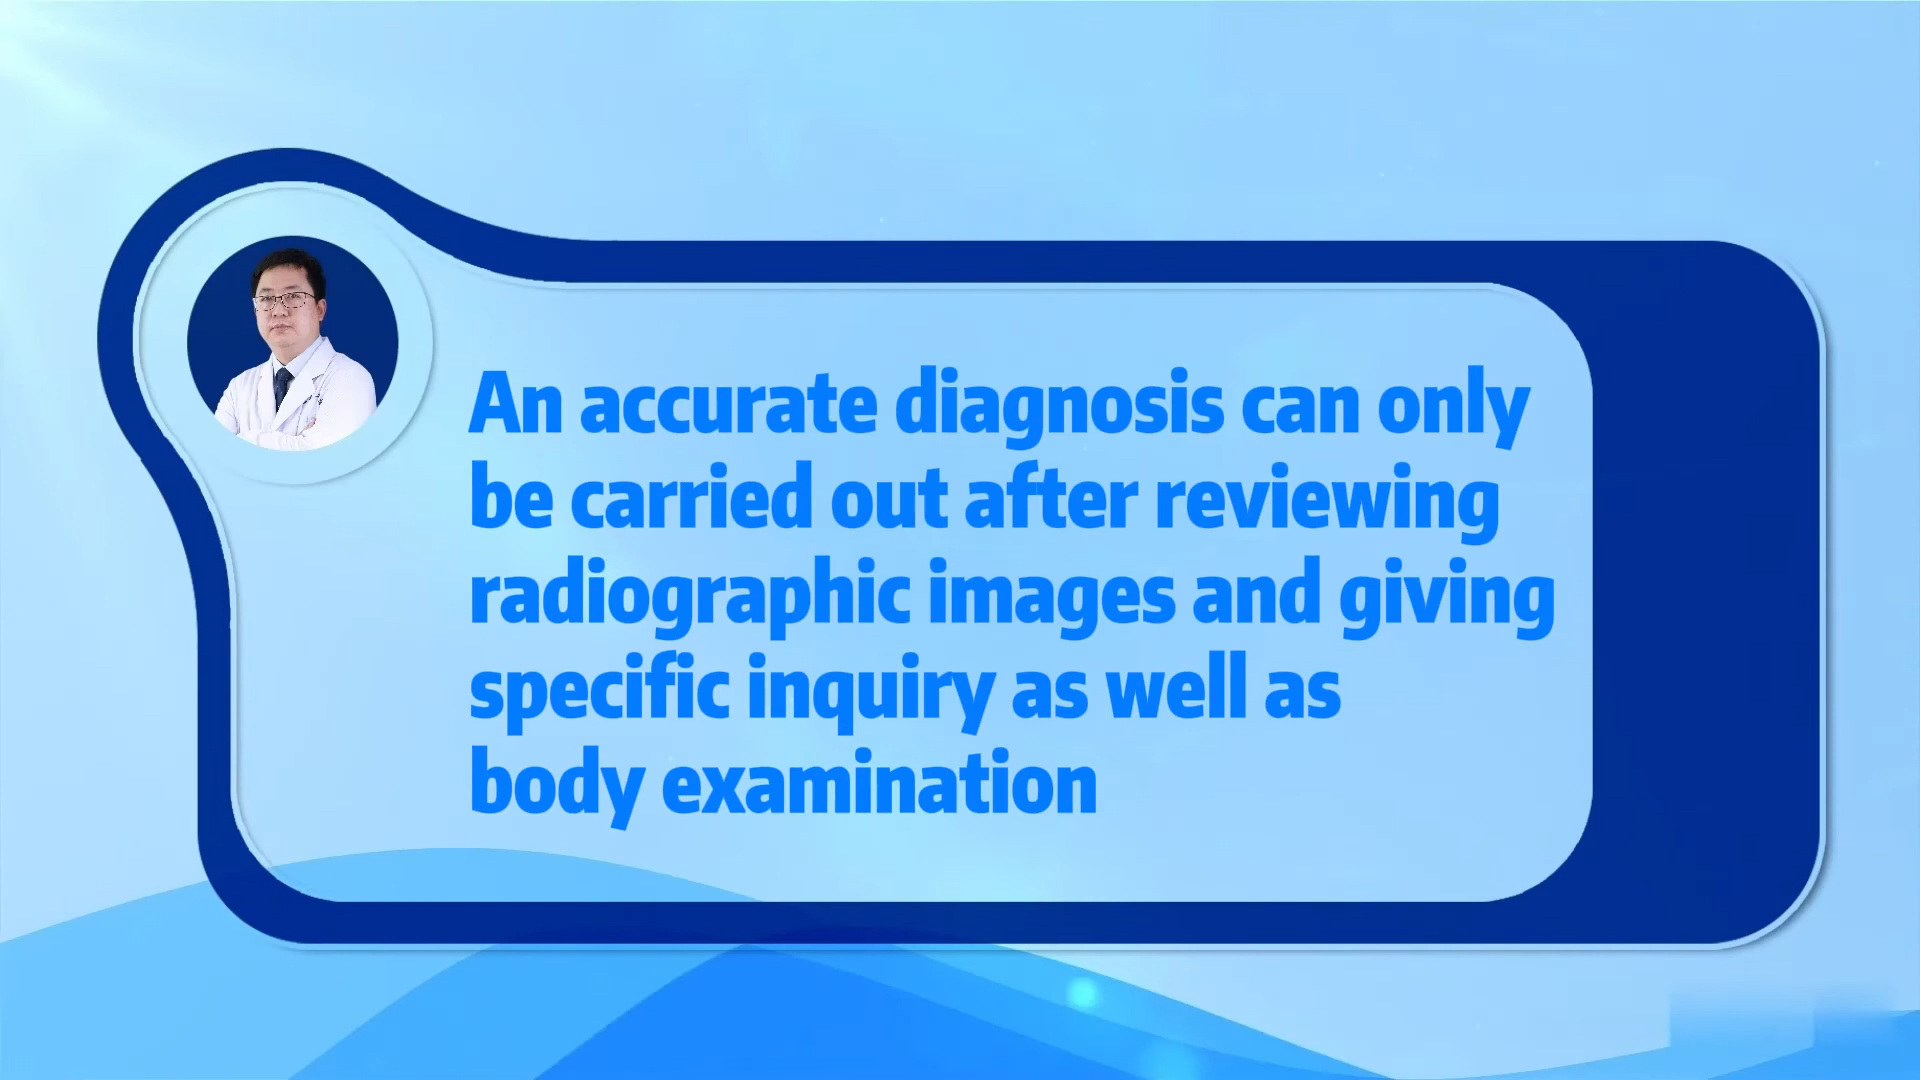 An accurate diagnosis can only
be carried out after reviewing
radiographic images and giving
specific inquiry as well as
body examination